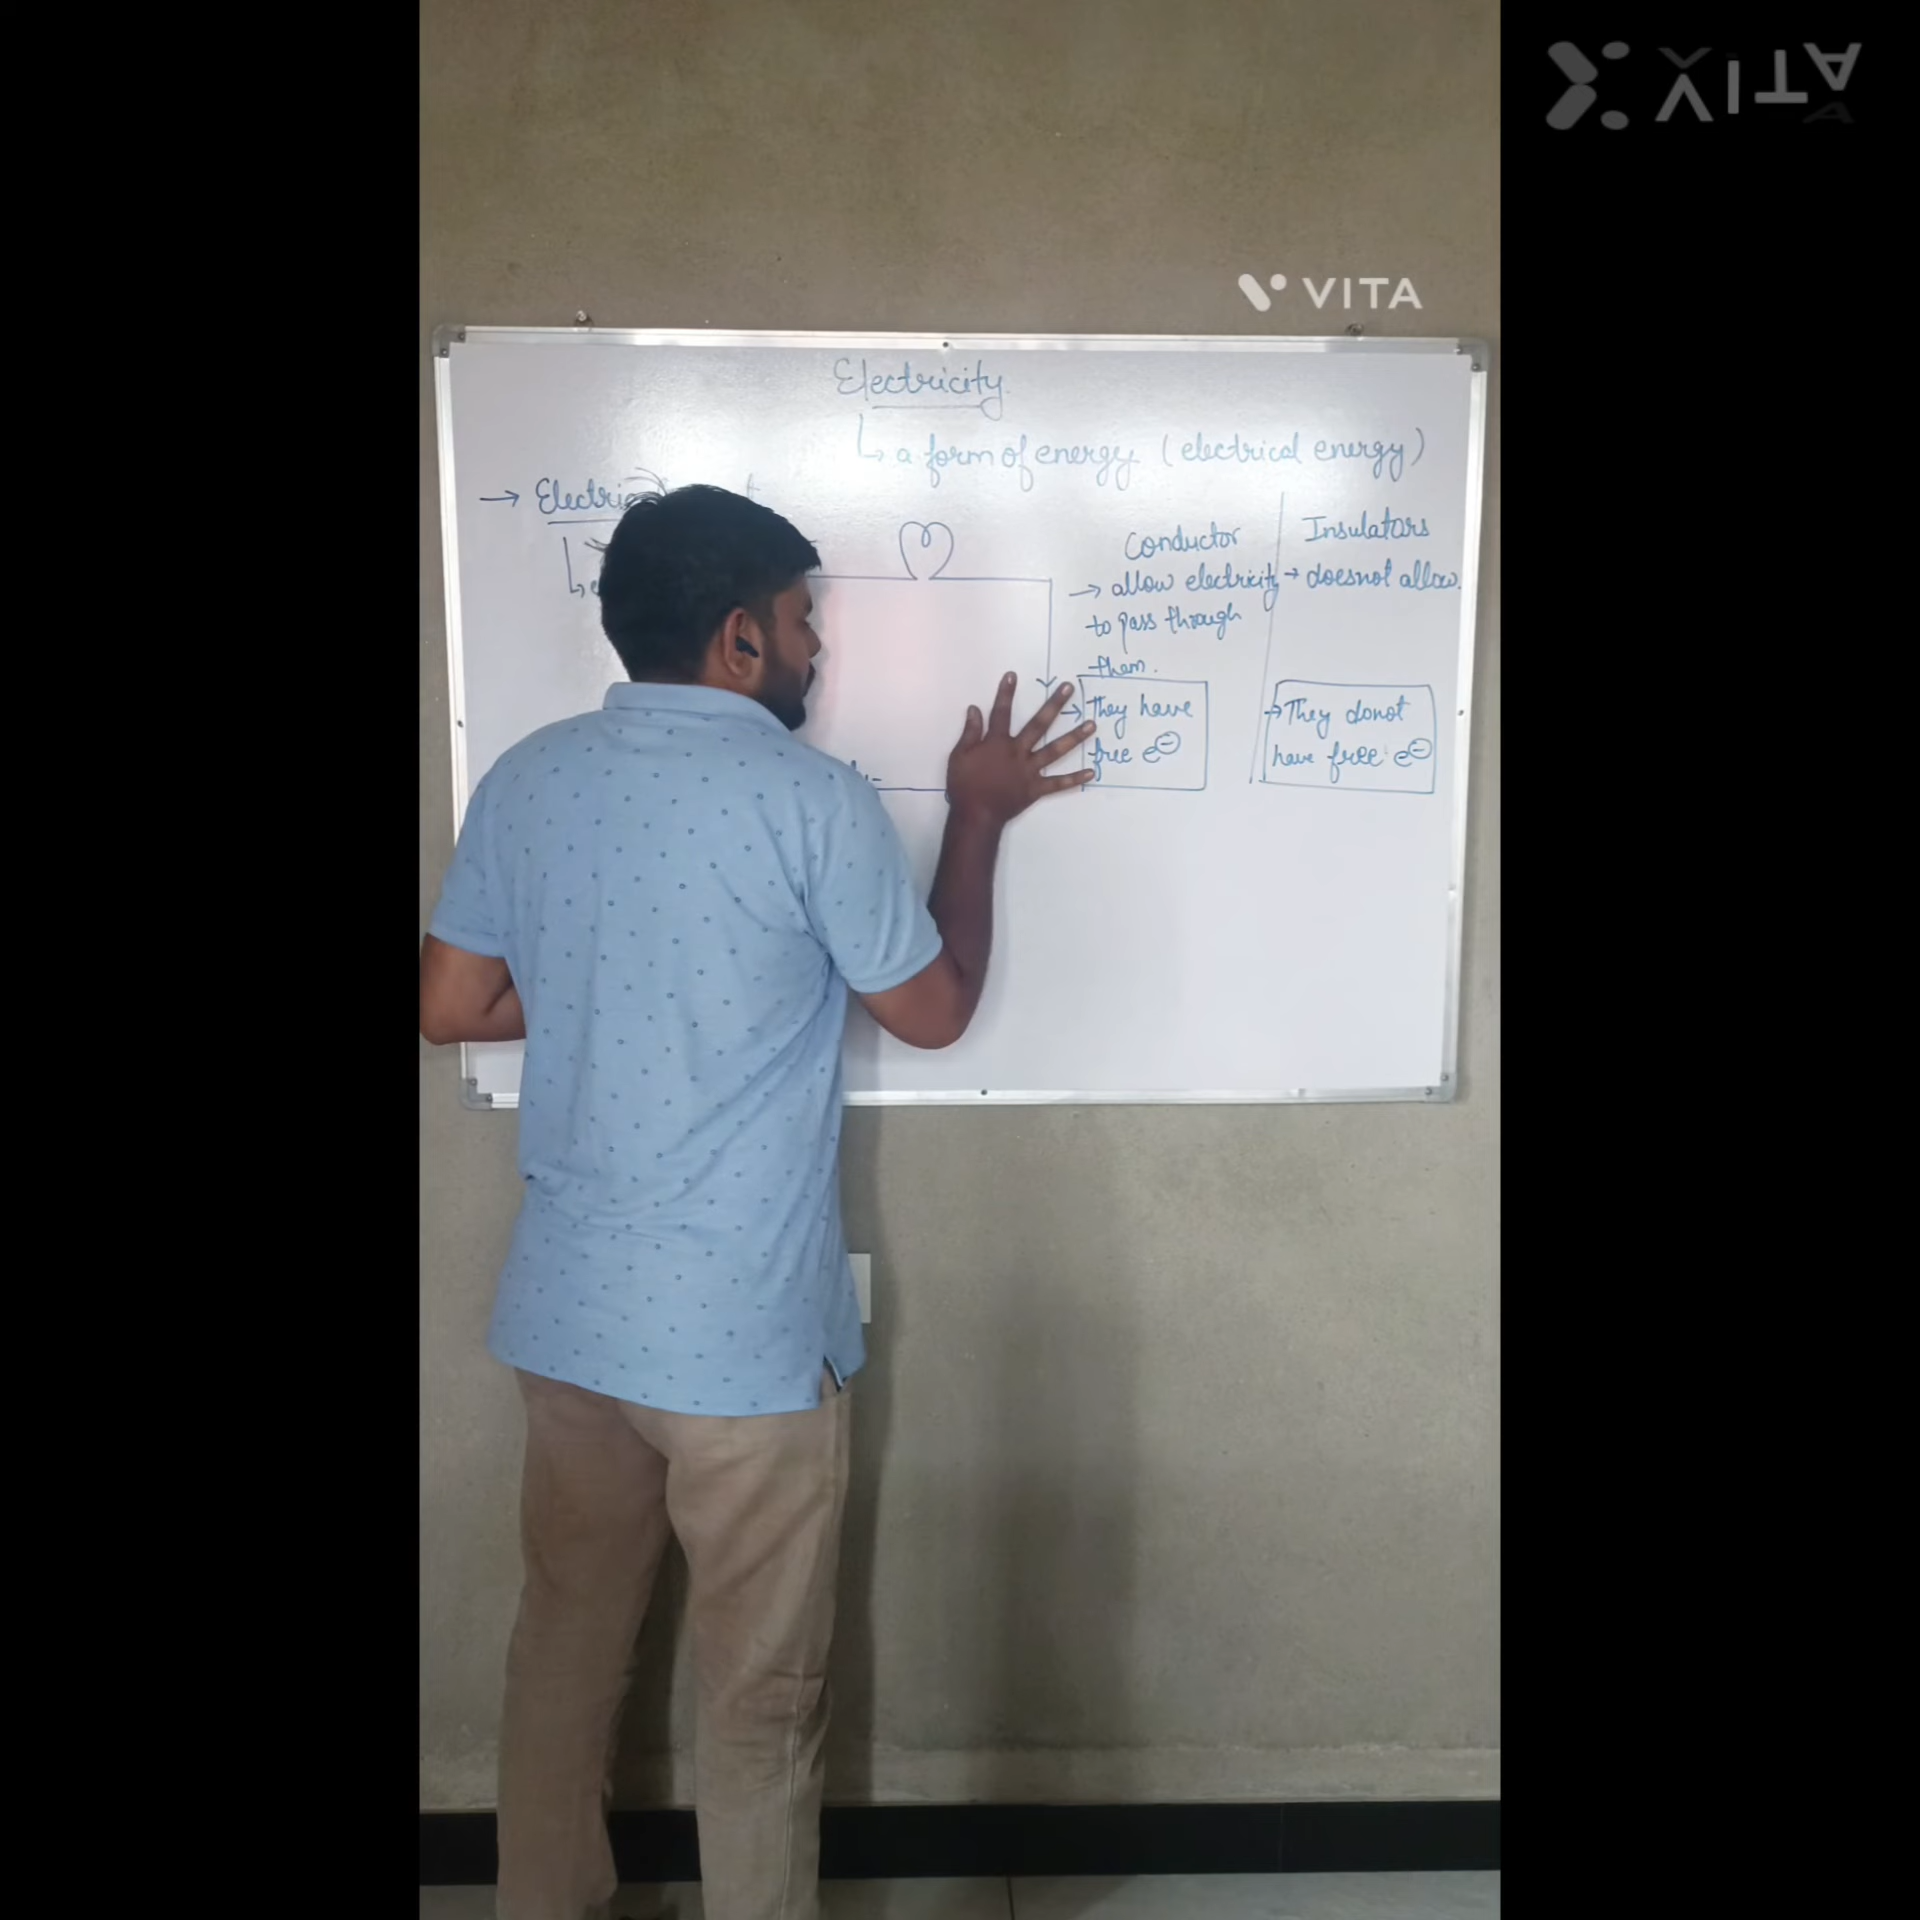 VITA
VITA
Electricity.
↳ a form of energy (electrical energy)
→
Conductor
→ allow electricity
to pass through
them.
→ They have
free e⊖
Insulators
→ doesnot allow.
→ They donot
have free e⊖